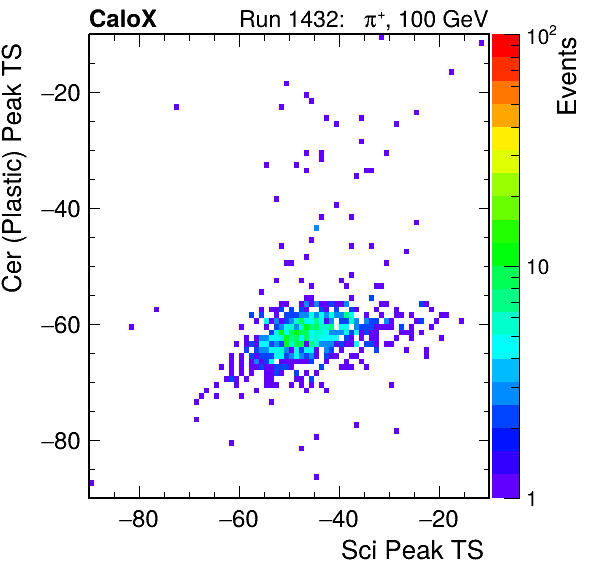 CaloX Run 1432: π⁺, 100 GeV
Cer (Plastic) Peak TS
−20
−40
−60
−80
−80 −60 −40 −20
Sci Peak TS
10²
10
1
Events